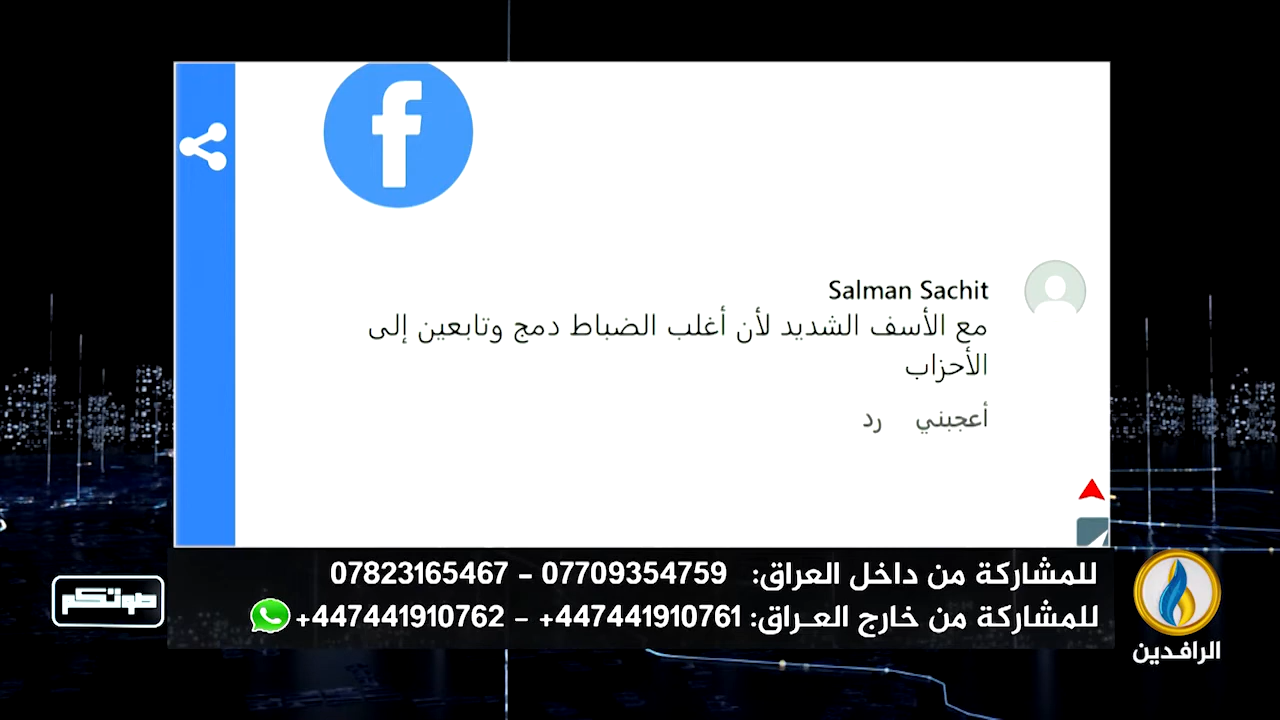 Salman Sachit
مع الأسف الشديد لأن أغلب الضباط دمج وتابعين إلى
الأحزاب
أعجبني رد
للمشاركة من داخل العراق: 07709354759 - 07823165467
للمشاركة من خارج العـراق: 447441910761+ - 447441910762+
صوتكم
الرافدين